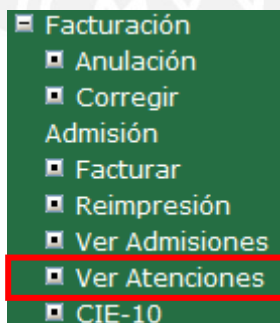 Facturación
Anulación
Corregir
Admisión
Facturar
Reimpresión
Ver Admisiones
Ver Atenciones
CIE-10